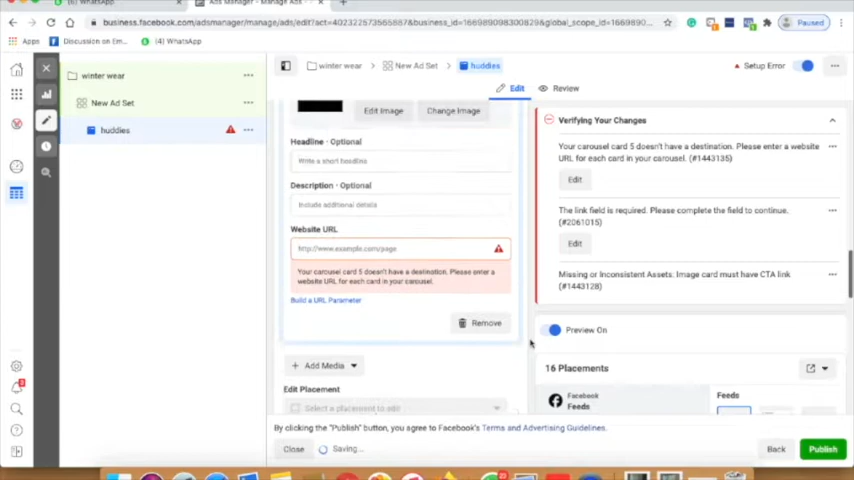 WhatsApp
Ads Manager - Manage Ads -
business.facebook.com/adsmanager/manage/ads/edit?act=402322573565887&business_id=166989098300829&global_scope_id=1669890...
Paused
Apps
Discussion on Em...
(4) WhatsApp
winter wear
New Ad Set
huddies
winter wear
New Ad Set
huddies
Setup Error
Edit
Review
Edit Image
Change Image
Headline · Optional
Write a short headline
Description · Optional
Include additional details
Website URL
http://www.example.com/page
Your carousel card 5 doesn't have a destination. Please enter a
website URL for each card in your carousel.
Build a URL Parameter
Remove
+ Add Media
Edit Placement
Select a placement to edit
Verifying Your Changes
Your carousel card 5 doesn't have a destination. Please enter a website
URL for each card in your carousel. (#1443135)
Edit
The link field is required. Please complete the field to continue.
(#2061015)
Edit
Missing or Inconsistent Assets: Image card must have CTA link
(#1443128)
Preview On
16 Placements
Facebook
Feeds
Feeds
By clicking the "Publish" button, you agree to Facebook's Terms and Advertising Guidelines.
Close
Saving...
Back
Publish